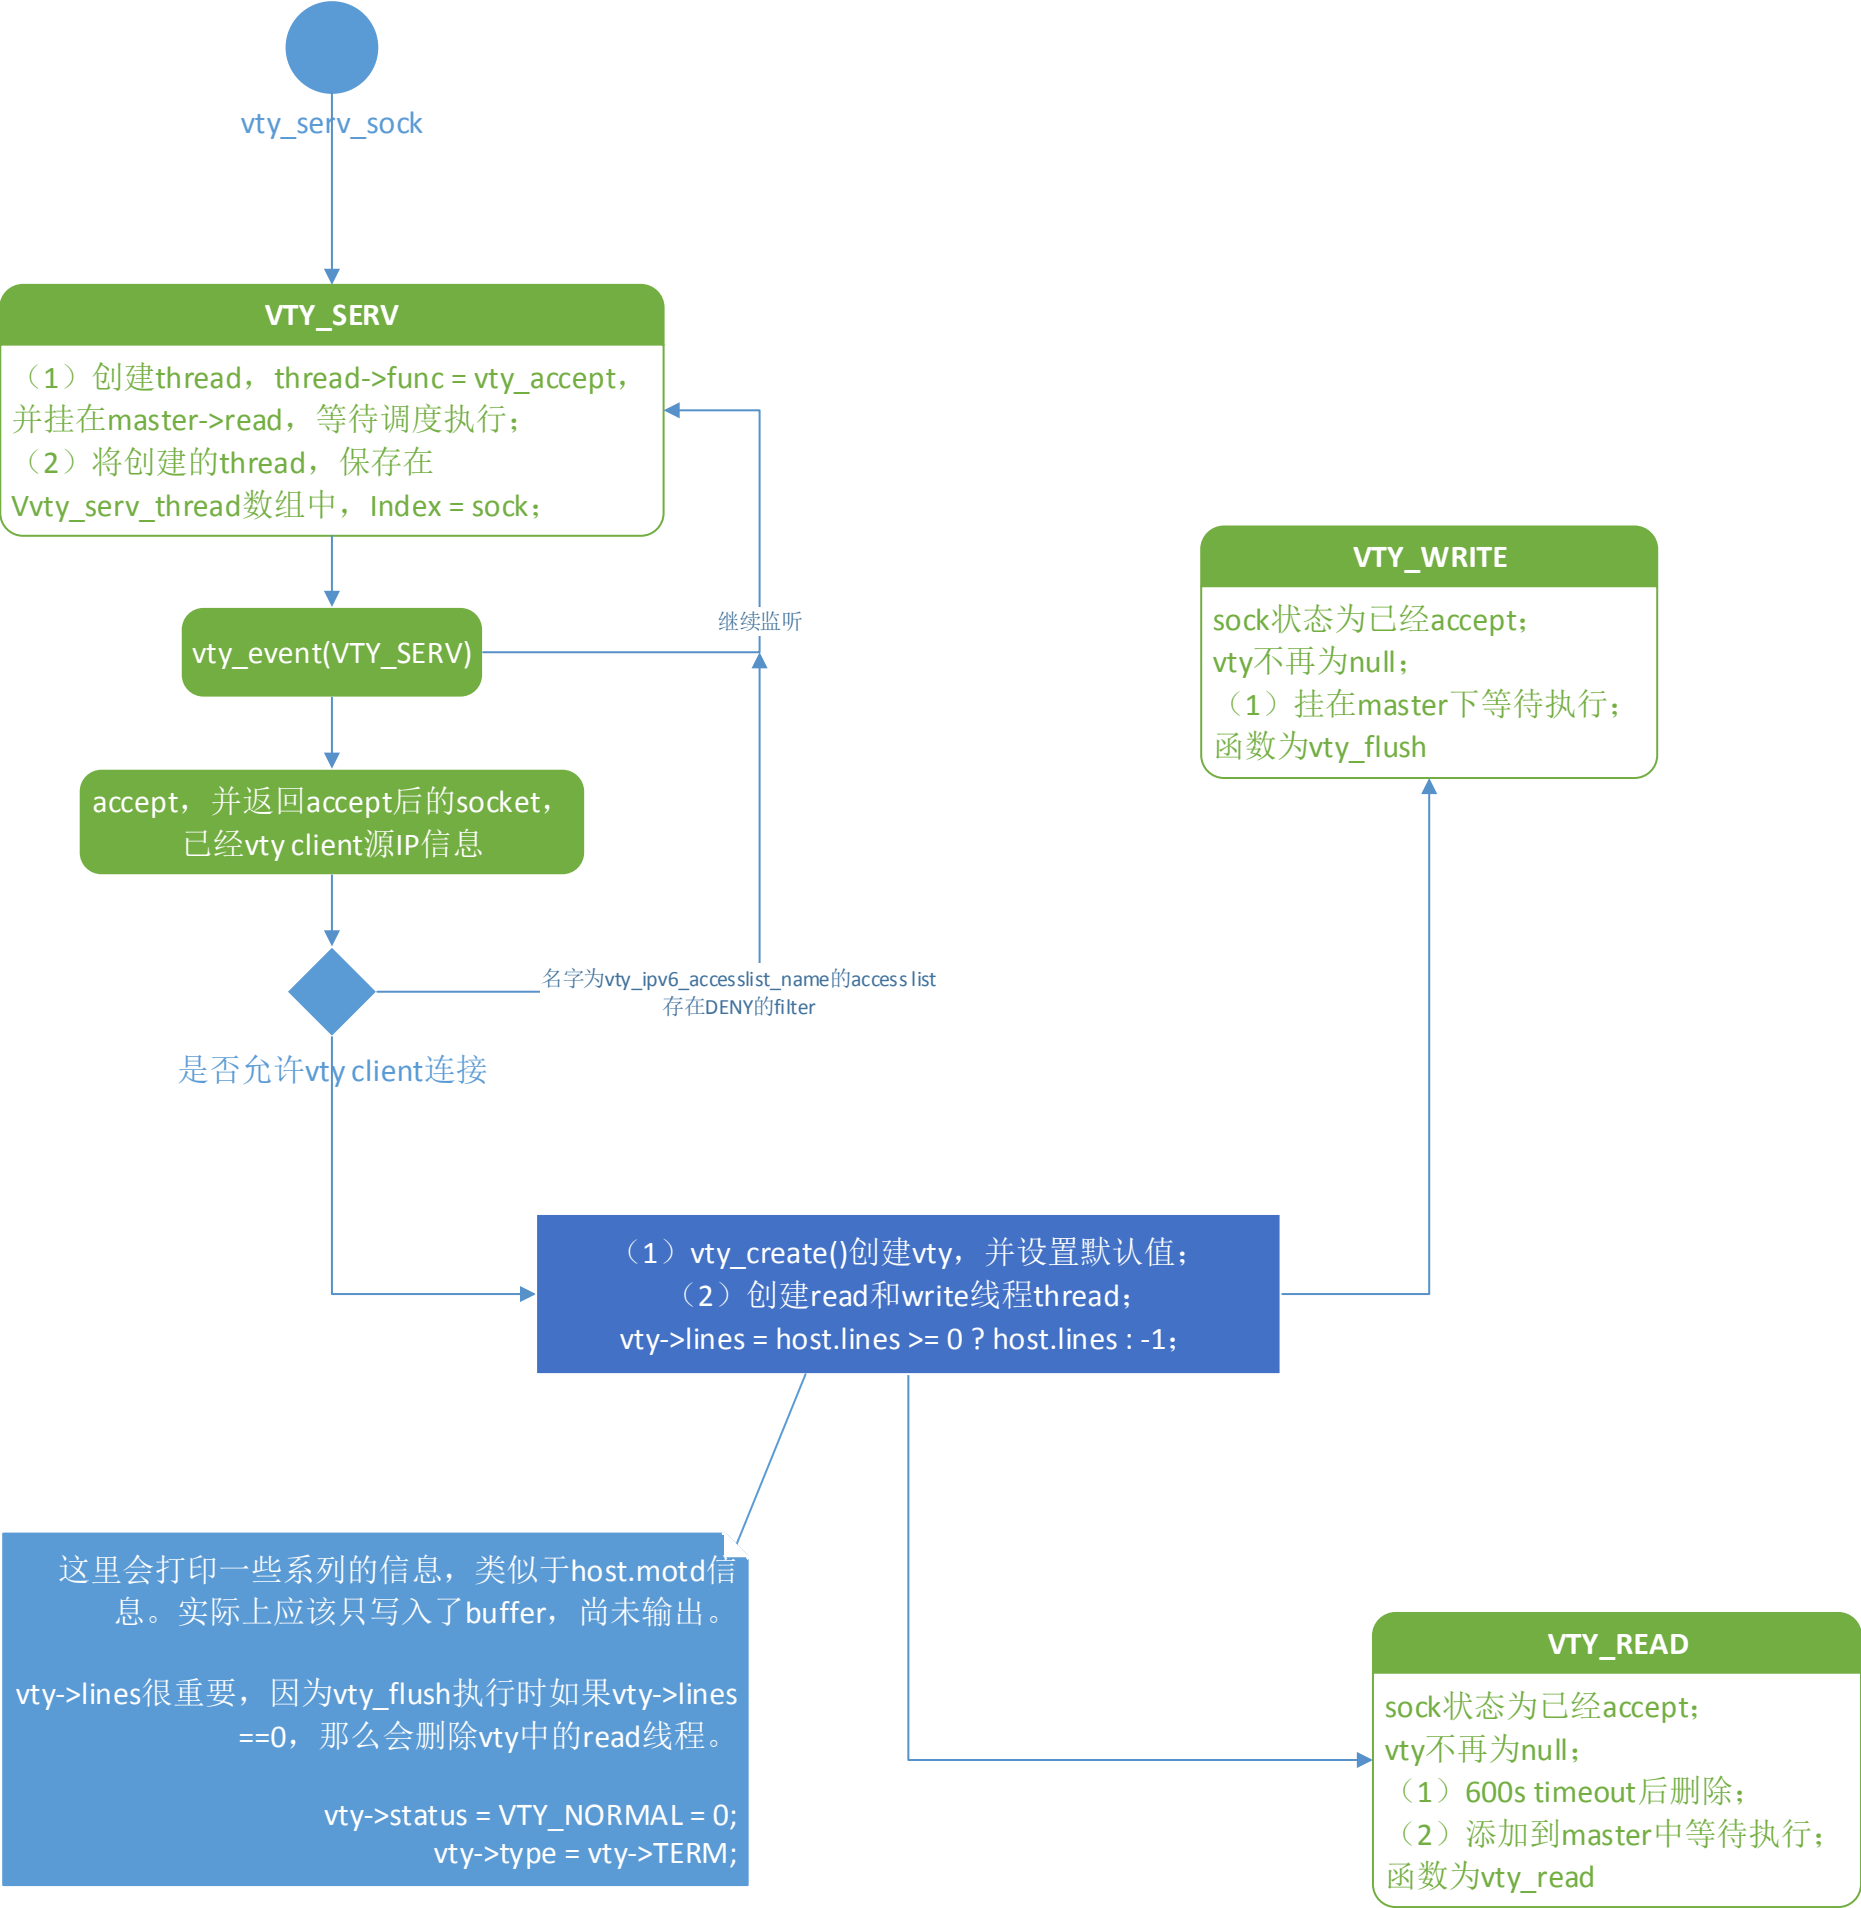 vty_serv_sock
VTY_SERV
（1）创建thread，thread->func = vty_accept，
并挂在master->read，等待调度执行；
（2）将创建的thread，保存在
Vvty_serv_thread数组中，Index = sock；
继续监听
vty_event(VTY_SERV)
accept，并返回accept后的socket，
已经vty client源IP信息
名字为vty_ipv6_accesslist_name的access list
存在DENY的filter
是否允许vty client连接
VTY_WRITE
sock状态为已经accept；
vty不再为null；
（1）挂在master下等待执行；
函数为vty_flush
（1）vty_create()创建vty，并设置默认值；
（2）创建read和write线程thread；
vty->lines = host.lines >= 0 ? host.lines : -1；
这里会打印一些系列的信息，类似于host.motd信
息。实际上应该只写入了buffer，尚未输出。
vty->lines很重要，因为vty_flush执行时如果vty->lines
==0，那么会删除vty中的read线程。
vty->status = VTY_NORMAL = 0;
vty->type = vty->TERM;
VTY_READ
sock状态为已经accept；
vty不再为null；
（1）600s timeout后删除；
（2）添加到master中等待执行；
函数为vty_read